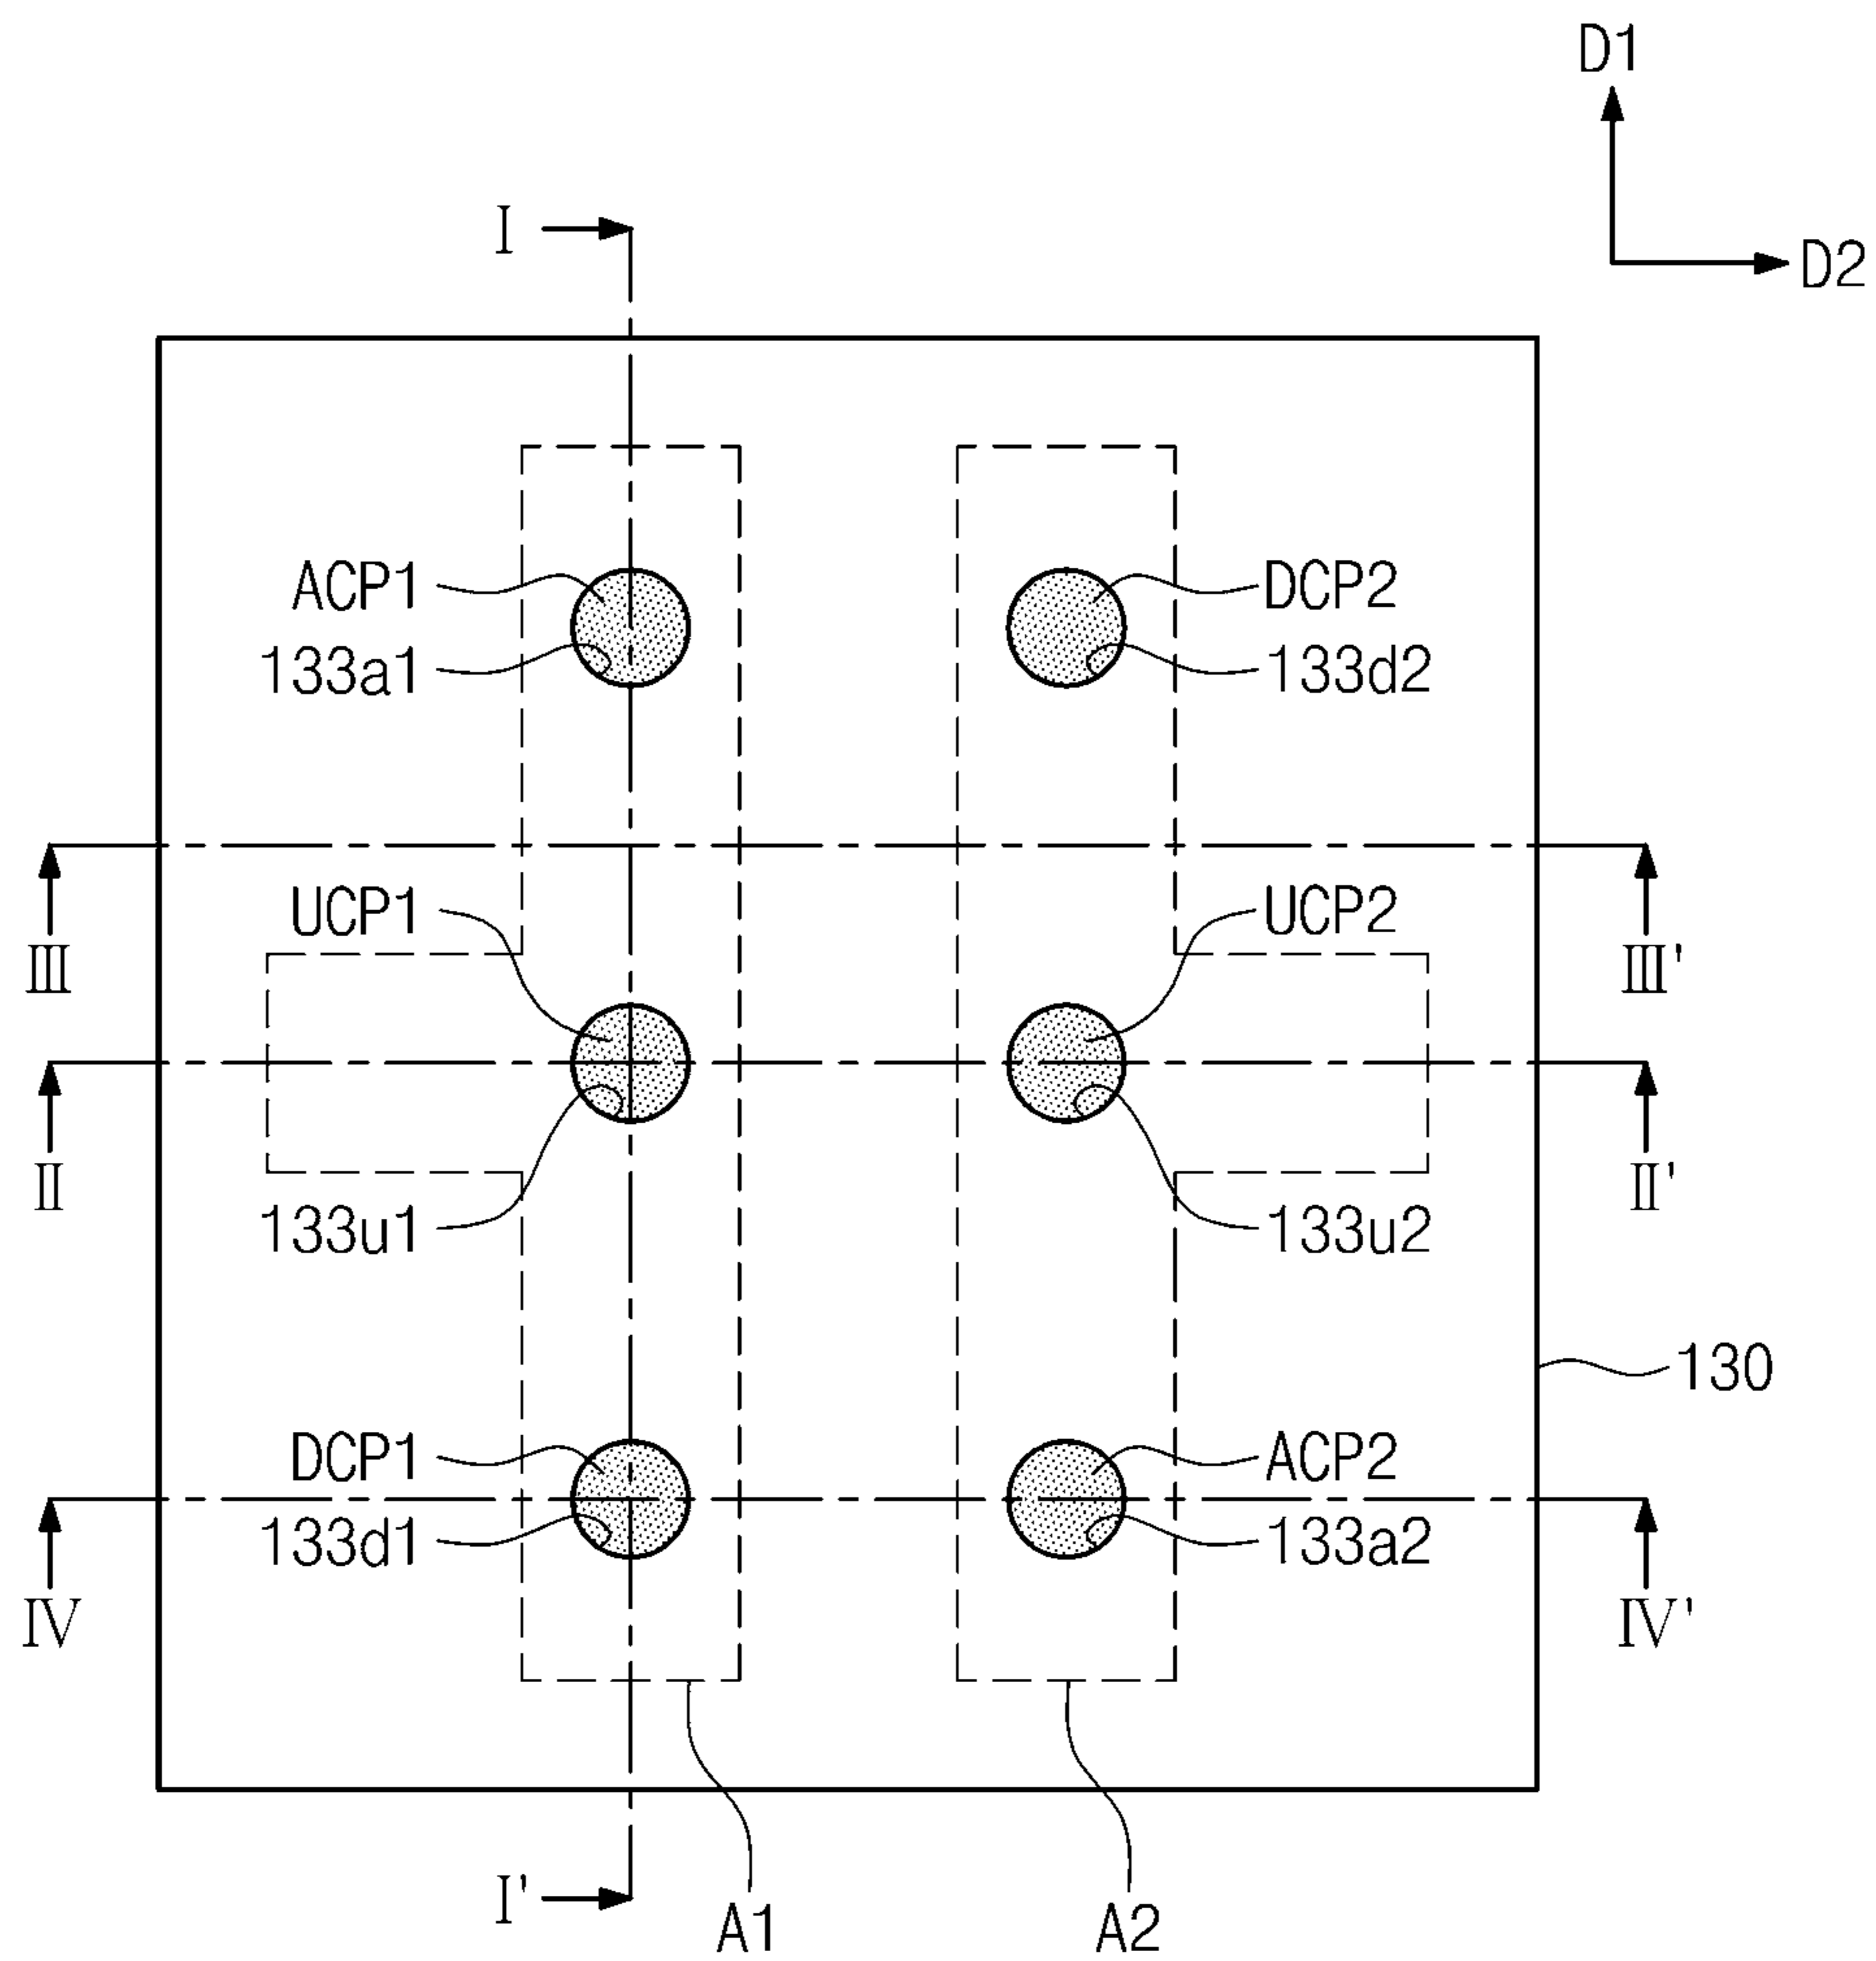 D1
D2
I
ACP1
DCP2
133a1
133d2
UCP1
UCP2
III
III'
II
II'
133u1
133u2
130
DCP1
ACP2
133d1
133a2
IV
IV'
I'
A1
A2